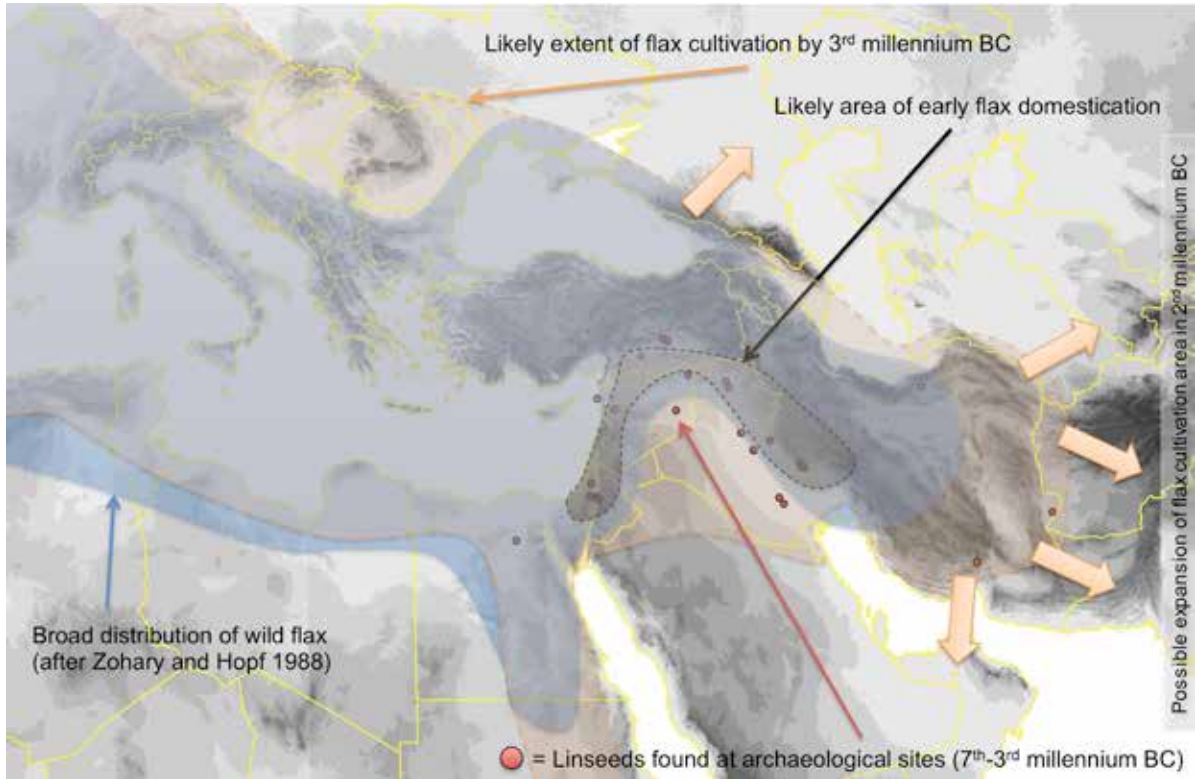 Likely extent of flax cultivation by 3rd millennium BC
Likely area of early flax domestication
Possible expansion of flax cultivation area in 2nd millennium BC
Broad distribution of wild flax
(after Zohary and Hopf 1988)
= Linseeds found at archaeological sites (7th-3rd millennium BC)